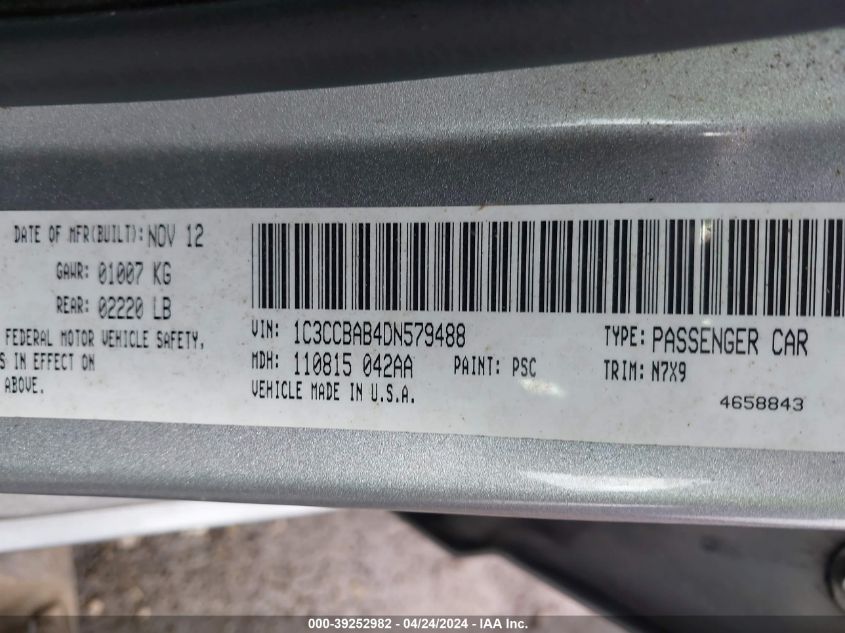 DATE OF MFR(BUILT): NOV 12
GAWR: 01007 KG
REAR: 02220 LB
FEDERAL MOTOR VEHICLE SAFETY,
S IN EFFECT ON
ABOVE.
VIN: 1C3CCBAB4DN579488
TYPE: PASSENGER CAR
MDH: 110815 042AA PAINT: PSC
TRIM: N7X9
VEHICLE MADE IN U.S.A.
4658843
000-39252982 / 04/24/2024 - IAA Inc.